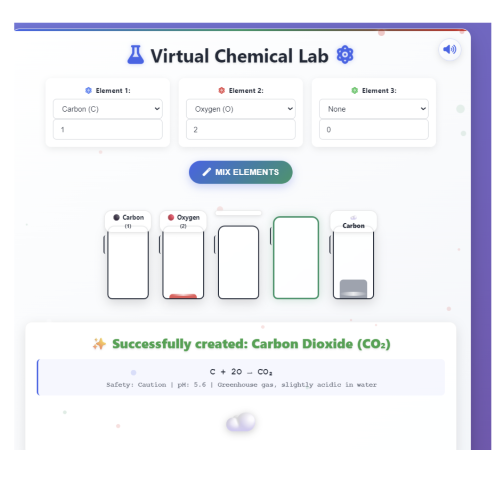 Virtual Chemical Lab
Element 1:
Carbon (C)
1
Element 2:
Oxygen (O)
2
Element 3:
None
0
MIX ELEMENTS
Carbon
(1)
Oxygen
(2)
Carbon
Successfully created: Carbon Dioxide (CO₂)
C + 2O → CO₂
Safety: Caution | pH: 5.6 | Greenhouse gas, slightly acidic in water